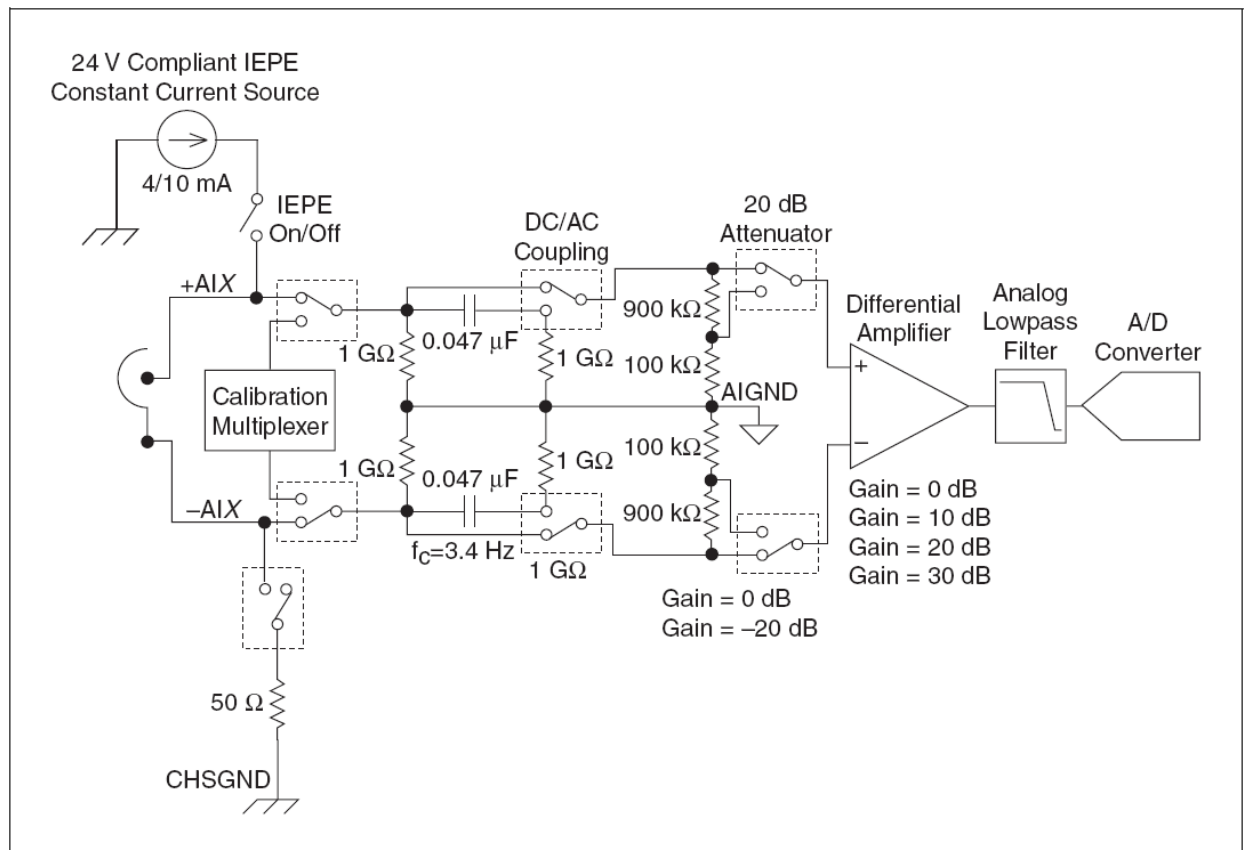 24 V Compliant IEPE
Constant Current Source
4/10 mA
IEPE
On/Off
+AIX
DC/AC
Coupling
20 dB
Attenuator
900 kΩ
Differential
Amplifier
Analog
Lowpass
Filter
A/D
Converter
1 GΩ
0.047 μF
1 GΩ
100 kΩ
Calibration
Multiplexer
AIGND
+
−
1 GΩ
0.047 μF
1 GΩ
100 kΩ
900 kΩ
−AIX
fc=3.4 Hz
1 GΩ
Gain = 0 dB
Gain = −20 dB
Gain = 0 dB
Gain = 10 dB
Gain = 20 dB
Gain = 30 dB
50 Ω
CHSGND